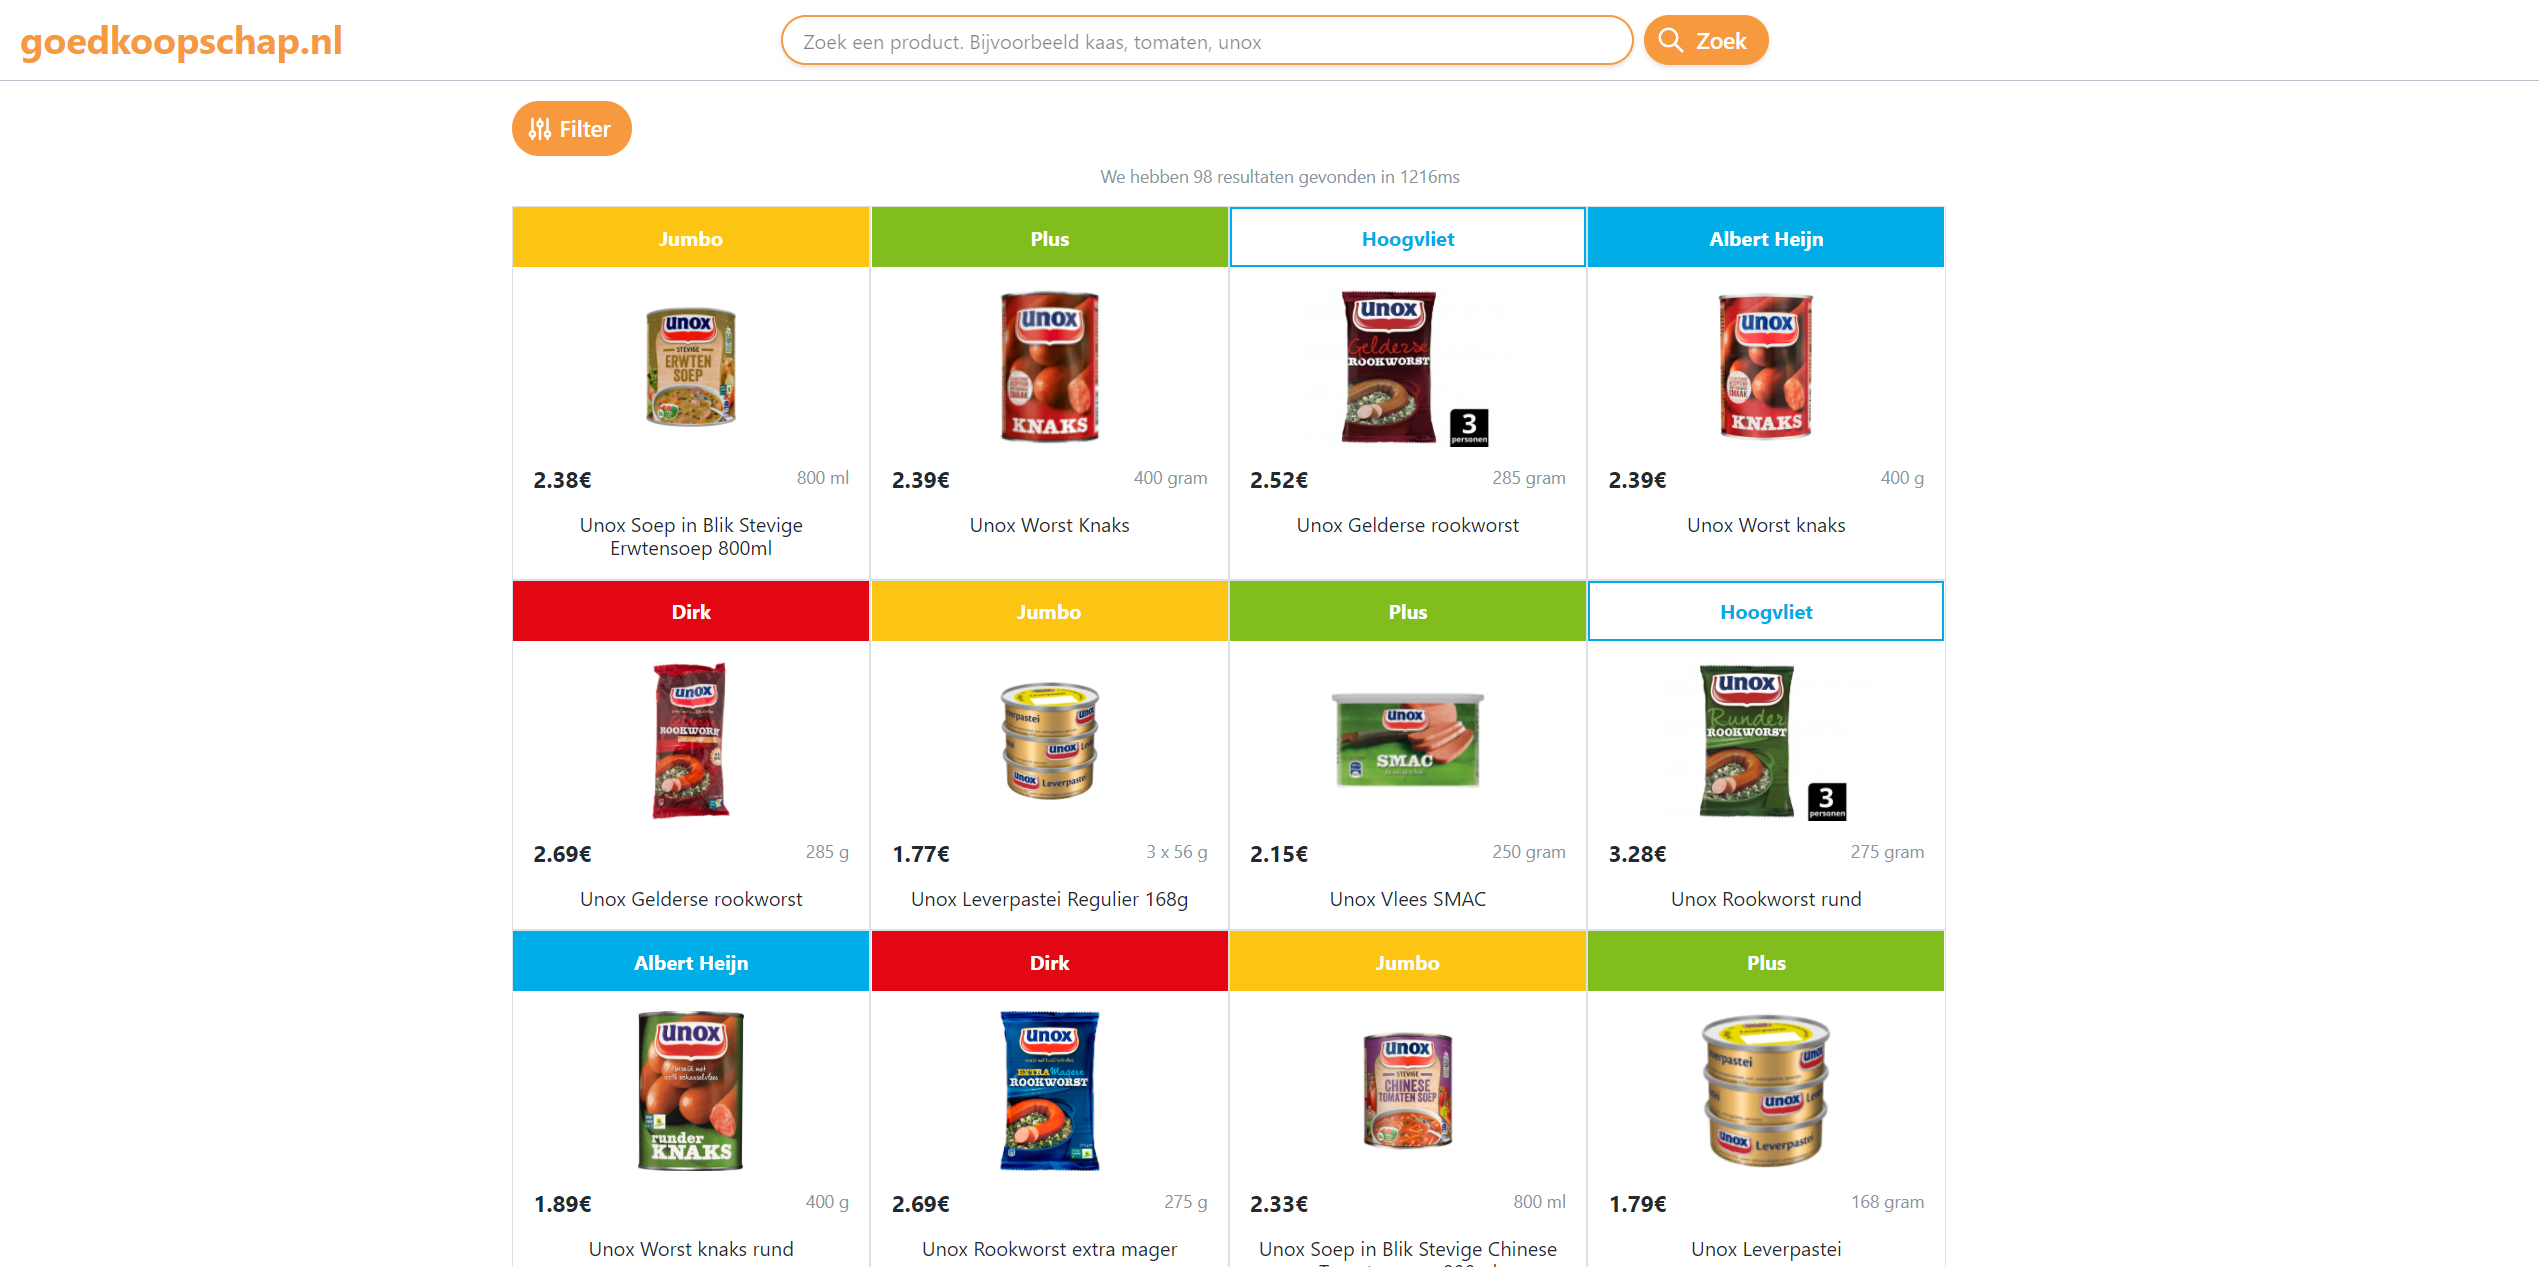 goedkoopschap.nl
Zoek een product. Bijvoorbeeld kaas, tomaten, unox
Zoek
Filter
We hebben 98 resultaten gevonden in 1216ms
Jumbo
Plus
Hoogvliet
Albert Heijn
unox
STEVIGE
ERWTEN
SOEP
unox
KNAKS
unox
Gelderse
ROOKWORST
3
personen
unox
KNAKS
2.38€
800 ml
2.39€
400 gram
2.52€
285 gram
2.39€
400 g
Unox Soep in Blik Stevige
Erwtensoep 800ml
Unox Worst Knaks
Unox Gelderse rookworst
Unox Worst knaks
Dirk
Jumbo
Plus
Hoogvliet
unox
Gelderse
unox
unox
Leverpastei
unox
SMAC
unox
Runder
ROOKWORST
3
personen
2.69€
285 g
1.77€
3 x 56 g
2.15€
250 gram
3.28€
275 gram
Unox Gelderse rookworst
Unox Leverpastei Regulier 168g
Unox Vlees SMAC
Unox Rookworst rund
Albert Heijn
Dirk
Jumbo
Plus
unox
runder
KNAKS
unox
EXTRA Magere
ROOKWORST
unox
STEVIGE
CHINESE
TOMATEN SOEP
unox
unox
Leverpastei
1.89€
400 g
2.69€
275 g
2.33€
800 ml
1.79€
168 gram
Unox Worst knaks rund
Unox Rookworst extra mager
Unox Soep in Blik Stevige Chinese
Unox Leverpastei